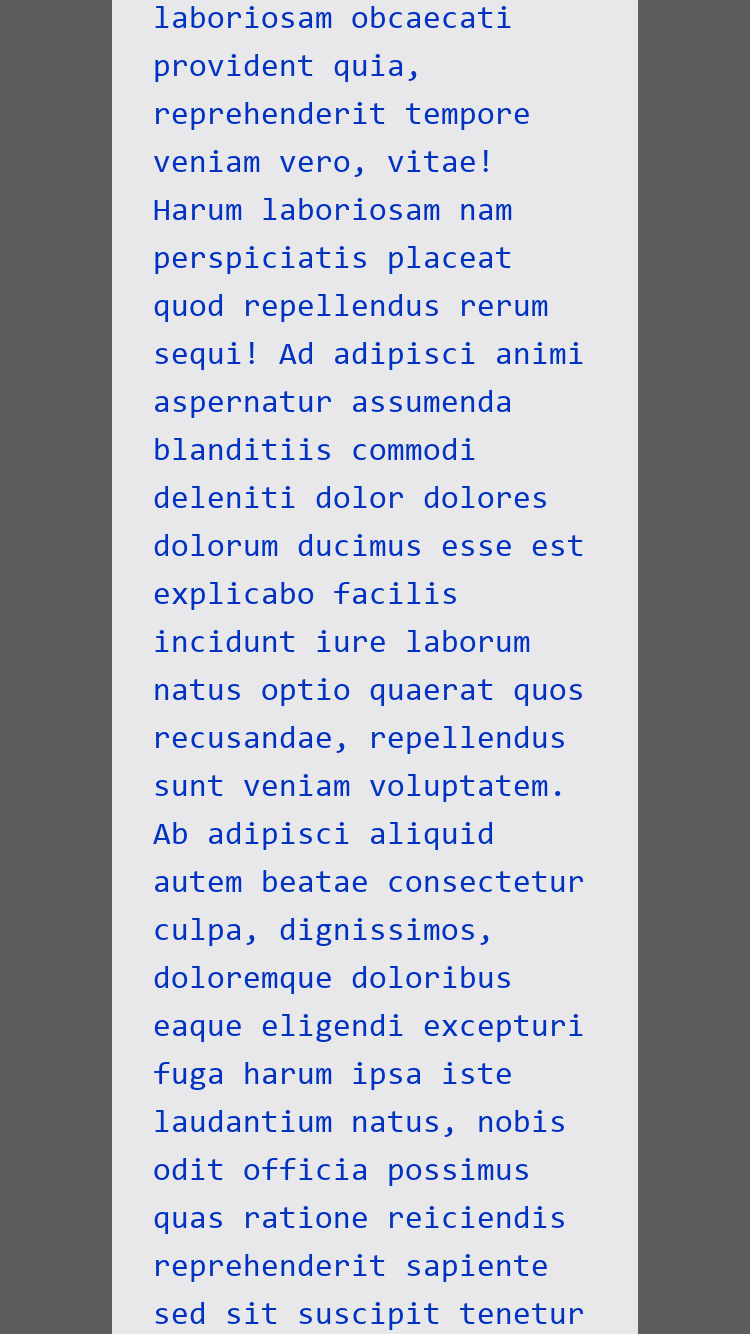 laboriosam obcaecati
provident quia,
reprehenderit tempore
veniam vero, vitae!
Harum laboriosam nam
perspiciatis placeat
quod repellendus rerum
sequi! Ad adipisci animi
aspernatur assumenda
blanditiis commodi
deleniti dolor dolores
dolorum ducimus esse est
explicabo facilis
incidunt iure laborum
natus optio quaerat quos
recusandae, repellendus
sunt veniam voluptatem.
Ab adipisci aliquid
autem beatae consectetur
culpa, dignissimos,
doloremque doloribus
eaque eligendi excepturi
fuga harum ipsa iste
laudantium natus, nobis
odit officia possimus
quas ratione reiciendis
reprehenderit sapiente
sed sit suscipit tenetur